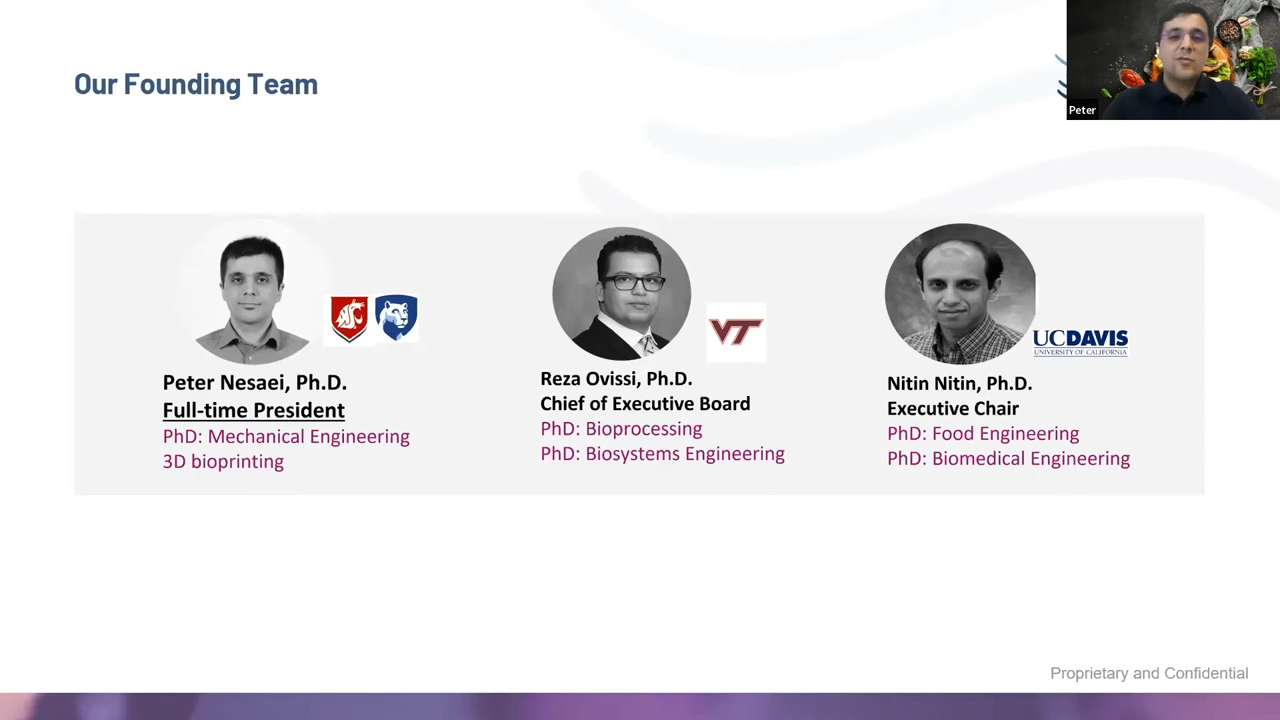 Our Founding Team
Peter
VT
UCDAVIS
UNIVERSITY OF CALIFORNIA
Peter Nesaei, Ph.D.
Full-time President
PhD: Mechanical Engineering
3D bioprinting
Reza Ovissi, Ph.D.
Chief of Executive Board
PhD: Bioprocessing
PhD: Biosystems Engineering
Nitin Nitin, Ph.D.
Executive Chair
PhD: Food Engineering
PhD: Biomedical Engineering
Proprietary and Confidential